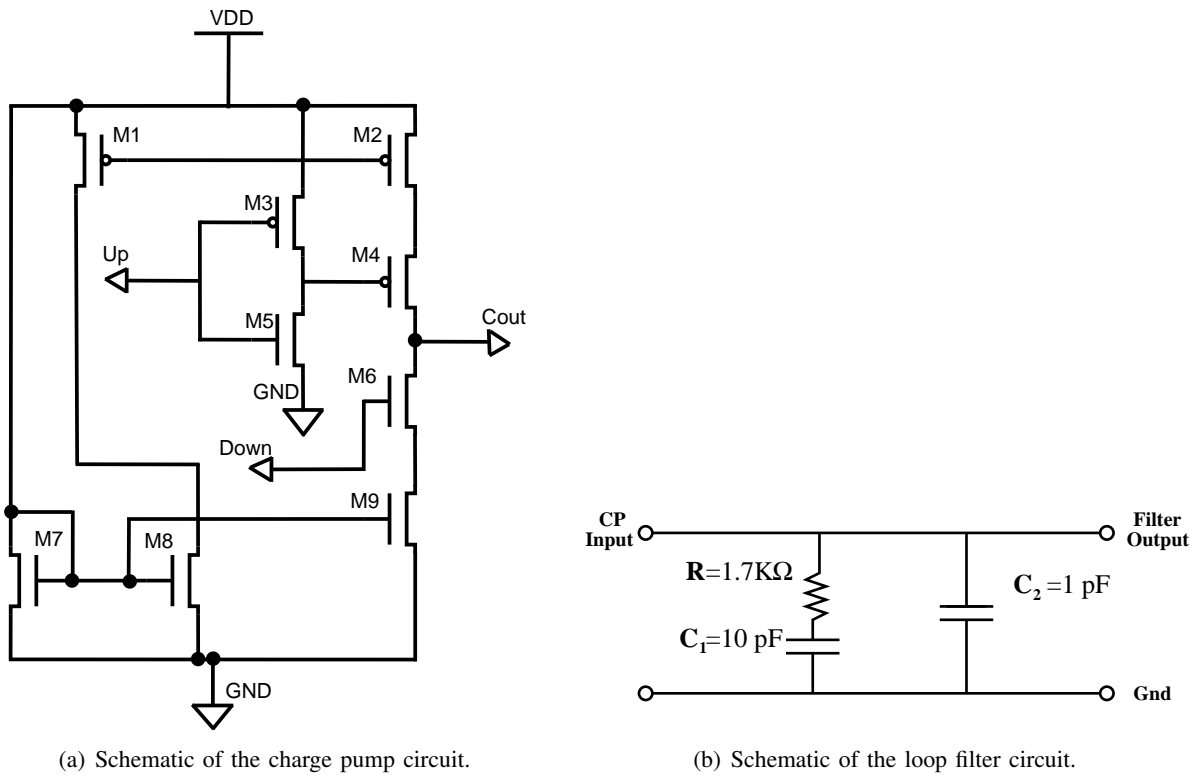 VDD
M1
M2
M3
Up
M4
M5
Cout
GND
M6
Down
M9
M7
M8
GND
CP
Input
R=1.7KΩ
C₁=10 pF
C₂ =1 pF
Filter
Output
Gnd
(a) Schematic of the charge pump circuit.
(b) Schematic of the loop filter circuit.